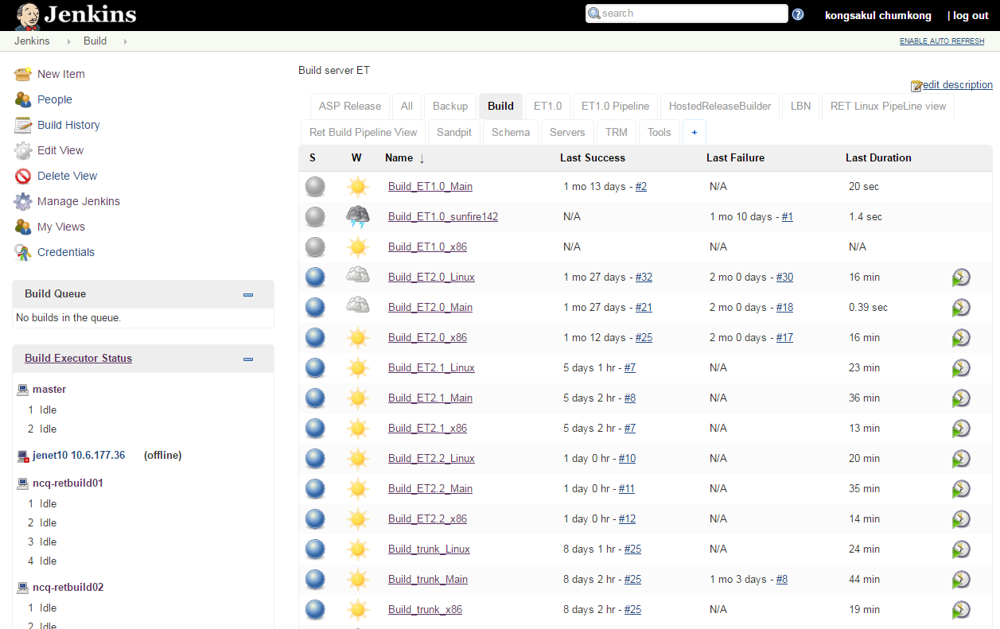 Jenkins
search
?
kongsakul chumkong | log out
Jenkins Build
ENABLE AUTO REFRESH
New Item
People
Build History
Edit View
Delete View
Manage Jenkins
My Views
Credentials
Build Queue
No builds in the queue.
Build Executor Status
master
1 Idle
2 Idle
jenet10 10.6.177.36 (offline)
ncq-retbuild01
1 Idle
2 Idle
3 Idle
4 Idle
ncq-retbuild02
1 Idle
2 Idle
Build server ET
edit description
ASP Release All Backup Build ET1.0 ET1.0 Pipeline HostedReleaseBuilder LBN RET Linux PipeLine view
Ret Build Pipeline View Sandpit Schema Servers TRM Tools +
S W Name ↓ Last Success Last Failure Last Duration
Build_ET1.0_Main 1 mo 13 days - #2 N/A 20 sec
Build_ET1.0_sunfire142 N/A 1 mo 10 days - #1 1.4 sec
Build_ET1.0_x86 N/A N/A N/A
Build_ET2.0_Linux 1 mo 27 days - #32 2 mo 0 days - #30 16 min
Build_ET2.0_Main 1 mo 27 days - #21 2 mo 0 days - #18 0.39 sec
Build_ET2.0_x86 1 mo 12 days - #25 2 mo 0 days - #17 16 min
Build_ET2.1_Linux 5 days 1 hr - #7 N/A 23 min
Build_ET2.1_Main 5 days 2 hr - #8 N/A 36 min
Build_ET2.1_x86 5 days 2 hr - #7 N/A 13 min
Build_ET2.2_Linux 1 day 0 hr - #10 N/A 20 min
Build_ET2.2_Main 1 day 0 hr - #11 N/A 35 min
Build_ET2.2_x86 1 day 0 hr - #12 N/A 14 min
Build_trunk_Linux 8 days 1 hr - #25 N/A 24 min
Build_trunk_Main 8 days 2 hr - #25 1 mo 3 days - #8 44 min
Build_trunk_x86 8 days 2 hr - #25 N/A 19 min